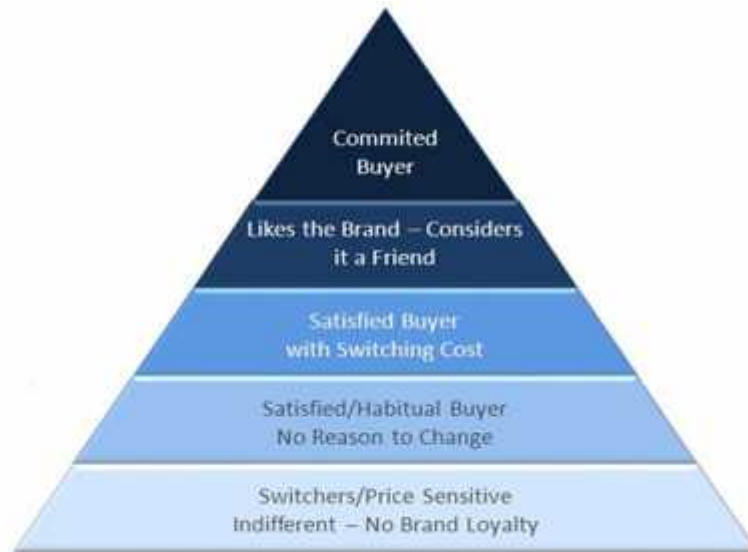 Commited
Buyer
Likes the Brand – Considers
it a Friend
Satisfied Buyer
with Switching Cost
Satisfied/Habitual Buyer
No Reason to Change
Switchers/Price Sensitive
Indifferent – No Brand Loyalty